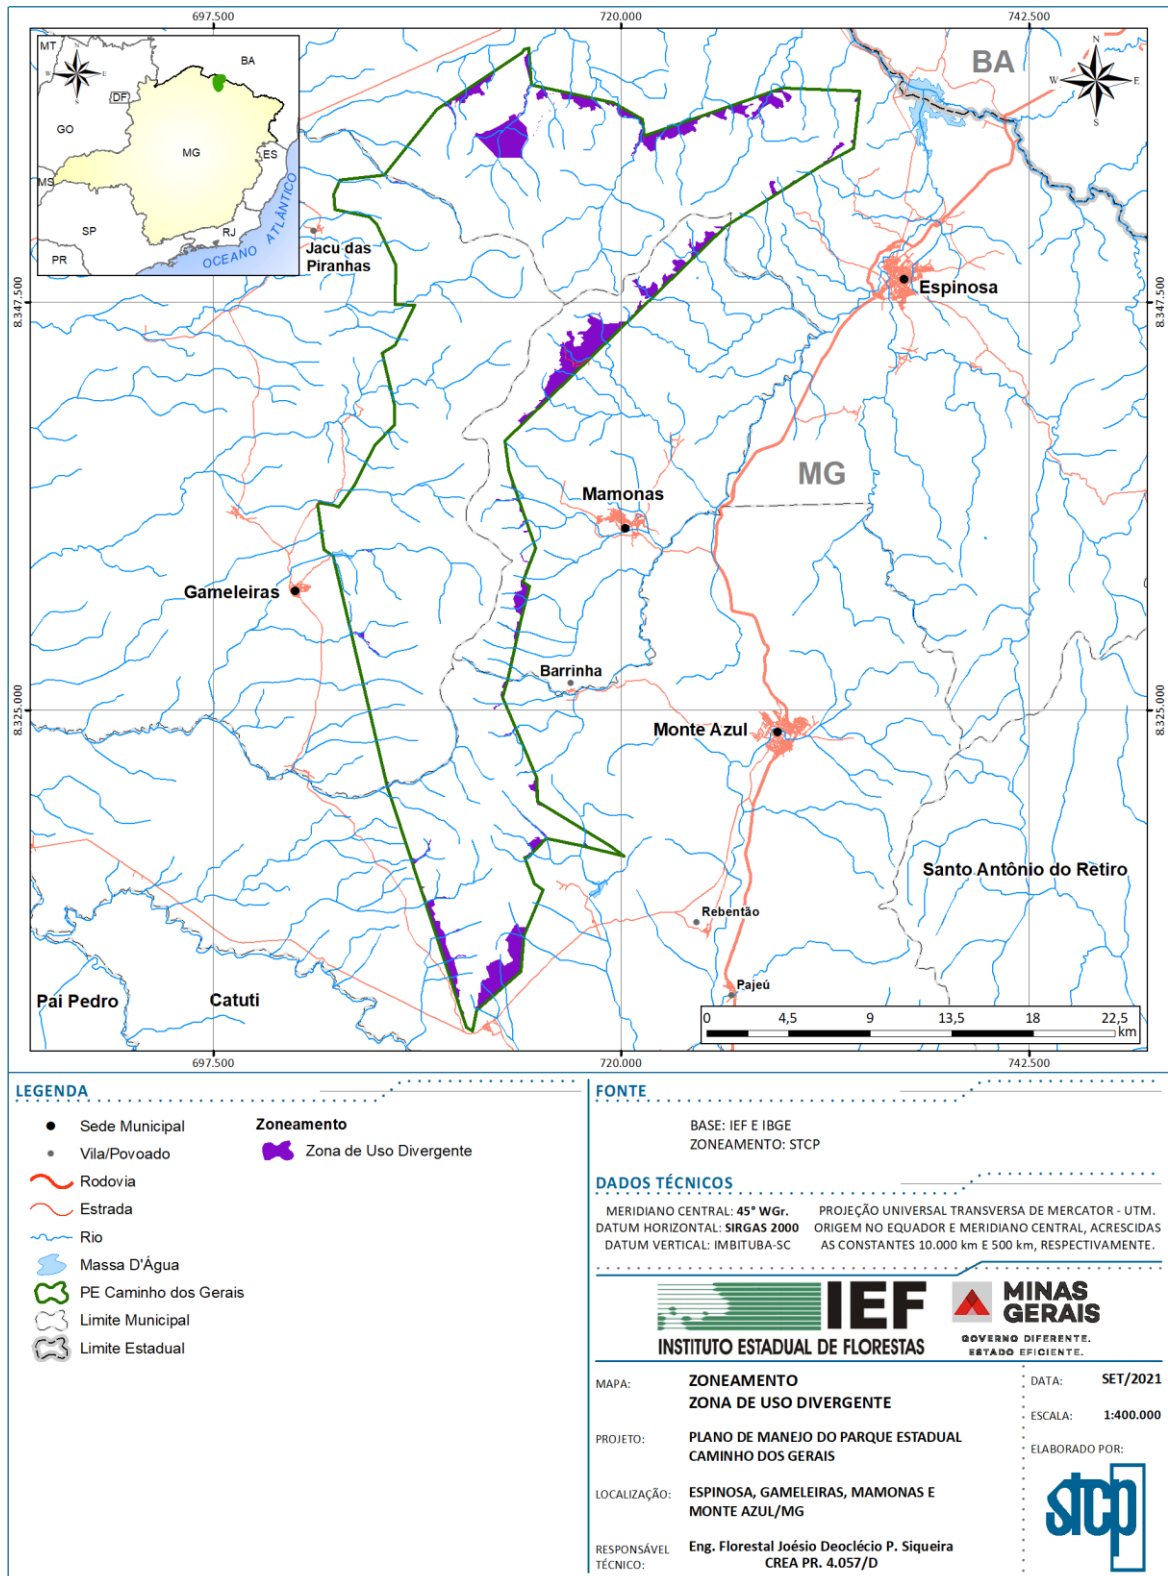 697.500
720.000
742.500
MT
N
W
E
S
BA
DF
GO
MG
ES
MS
SP
RJ
PR
OCEANO ATLÂNTICO
BA
N
W
E
S
Jacu das
Piranhas
8.347.500
8.347.500
Espinosa
MG
Mamonas
Gameleiras
Barrinha
8.325.000
8.325.000
Monte Azul
Santo Antônio do Retiro
Rebentão
Pajeú
Pai Pedro
Catuti
0
4,5
9
13,5
18
22,5
km
697.500
720.000
742.500
LEGENDA
Sede Municipal
Vila/Povoado
Rodovia
Estrada
Rio
Massa D'Água
PE Caminho dos Gerais
Limite Municipal
Limite Estadual
Zoneamento
Zona de Uso Divergente
FONTE
BASE: IEF E IBGE
ZONEAMENTO: STCP
DADOS TÉCNICOS
MERIDIANO CENTRAL: 45° WGr.
DATUM HORIZONTAL: SIRGAS 2000
DATUM VERTICAL: IMBITUBA-SC
PROJEÇÃO UNIVERSAL TRANSVERSA DE MERCATOR - UTM.
ORIGEM NO EQUADOR E MERIDIANO CENTRAL, ACRESCIDAS
AS CONSTANTES 10.000 km E 500 km, RESPECTIVAMENTE.
IEF
INSTITUTO ESTADUAL DE FLORESTAS
MINAS
GERAIS
GOVERNO DIFERENTE.
ESTADO EFICIENTE.
MAPA:
ZONEAMENTO
ZONA DE USO DIVERGENTE
DATA: SET/2021
ESCALA: 1:400.000
PROJETO:
PLANO DE MANEJO DO PARQUE ESTADUAL
CAMINHO DOS GERAIS
ELABORADO POR:
stcp
LOCALIZAÇÃO:
ESPINOSA, GAMELEIRAS, MAMONAS E
MONTE AZUL/MG
RESPONSÁVEL
TÉCNICO:
Eng. Florestal Joésio Deoclécio P. Siqueira
CREA PR. 4.057/D